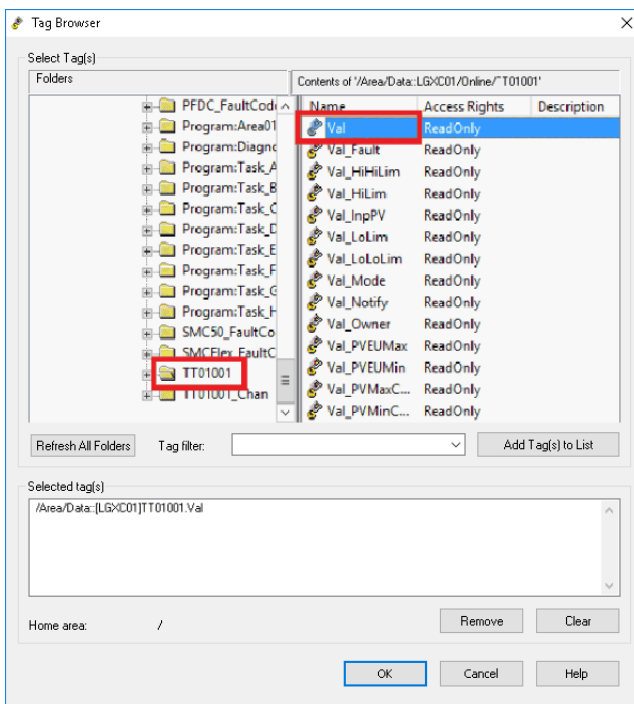 Tag Browser
Select Tag(s)
Folders
Contents of '/Area/Data::LGXC01/Online/TT01001'
PFDC_FaultCod
Program:Area01
Program:Diagno
Program:Task_A
Program:Task_B
Program:Task_C
Program:Task_D
Program:Task_E
Program:Task_F
Program:Task_G
Program:Task_H
SMC50_FaultCo
SMCFlex_FaultC
TT01001
TT01001_Chan
Name Access Rights Description
Val ReadOnly
Val_Fault ReadOnly
Val_HiHiLim ReadOnly
Val_HiLim ReadOnly
Val_InpPV ReadOnly
Val_LoLim ReadOnly
Val_LoLoLim ReadOnly
Val_Mode ReadOnly
Val_Notify ReadOnly
Val_Owner ReadOnly
Val_PVEUMax ReadOnly
Val_PVEUMin ReadOnly
Val_PVMaxC... ReadOnly
Val_PVMinC... ReadOnly
Refresh All Folders Tag filter: Add Tag(s) to List
Selected tag(s)
/Area/Data::[LGXC01]TT01001.Val
Home area: / Remove Clear
OK Cancel Help